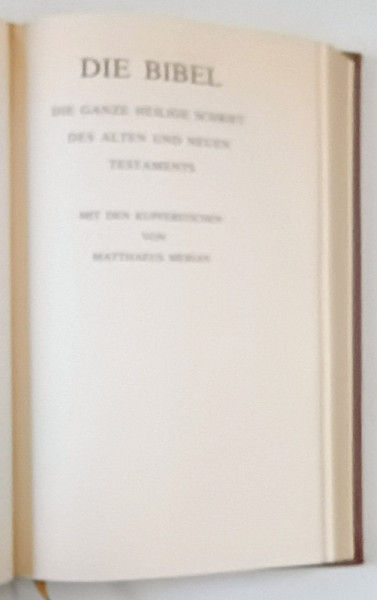 DIE BIBEL
DIE GANZE HEILIGE SCHRIFT
DES ALTEN UND NEUEN
TESTAMENTS
MIT DEN KUPFERSTICHEN
VON
MATTHAEUS MERIAN